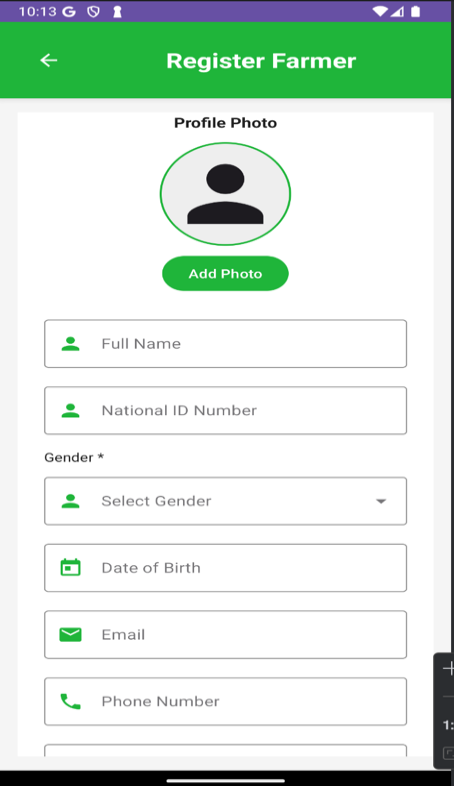 10:13
Register Farmer
Profile Photo
Add Photo
Full Name
National ID Number
Gender *
Select Gender
Date of Birth
Email
Phone Number
1: